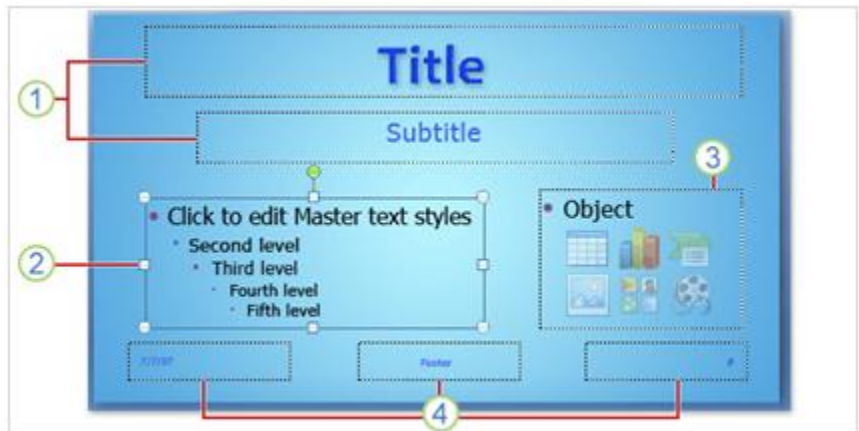 Title
1
Subtitle
3
• Click to edit Master text styles
• Second level
• Third level
• Fourth level
• Fifth level
• Object
2
Footer
#
4